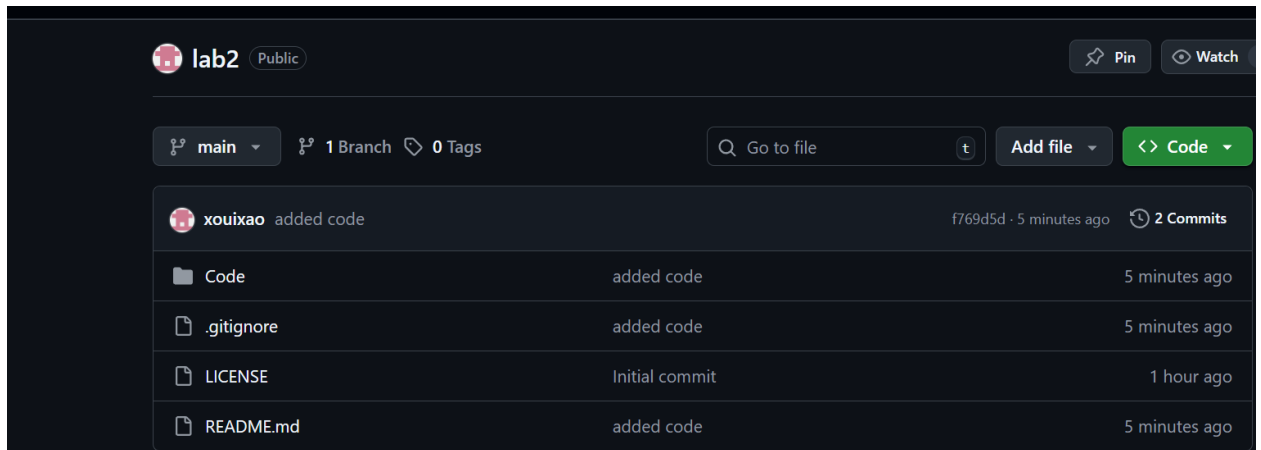 lab2 Public Pin Watch
main 1 Branch 0 Tags Go to file t Add file <> Code
xouixao added code f769d5d · 5 minutes ago 2 Commits
Code added code 5 minutes ago
.gitignore added code 5 minutes ago
LICENSE Initial commit 1 hour ago
README.md added code 5 minutes ago